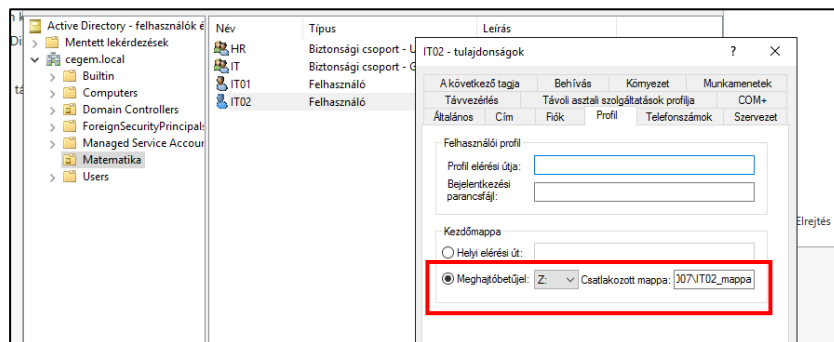 Active Directory - felhasználók é
Mentett lekérdezések
cegem.local
Builtin
Computers
Domain Controllers
ForeignSecurityPrincipal
Managed Service Accour
Matematika
Users
Név Típus Leírás
HR Biztonsági csoport - U
IT Biztonsági csoport - G
IT01 Felhasználó
IT02 Felhasználó
IT02 - tulajdonságok ? ×
A következő tagja Behívás Környezet Munkamenetek
Távvezérlés Távoli asztali szolgáltatások profilja COM+
Általános Cím Fiók Profil Telefonszámok Szervezet
Felhasználói profil
Profil elérési útja:
Bejelentkezési
parancsfájl:
Kezdőmappa
Helyi elérési út:
Meghajtóbetűjel: Z: Csatlakozott mappa: 007\IT02_mappa
Elrejtés